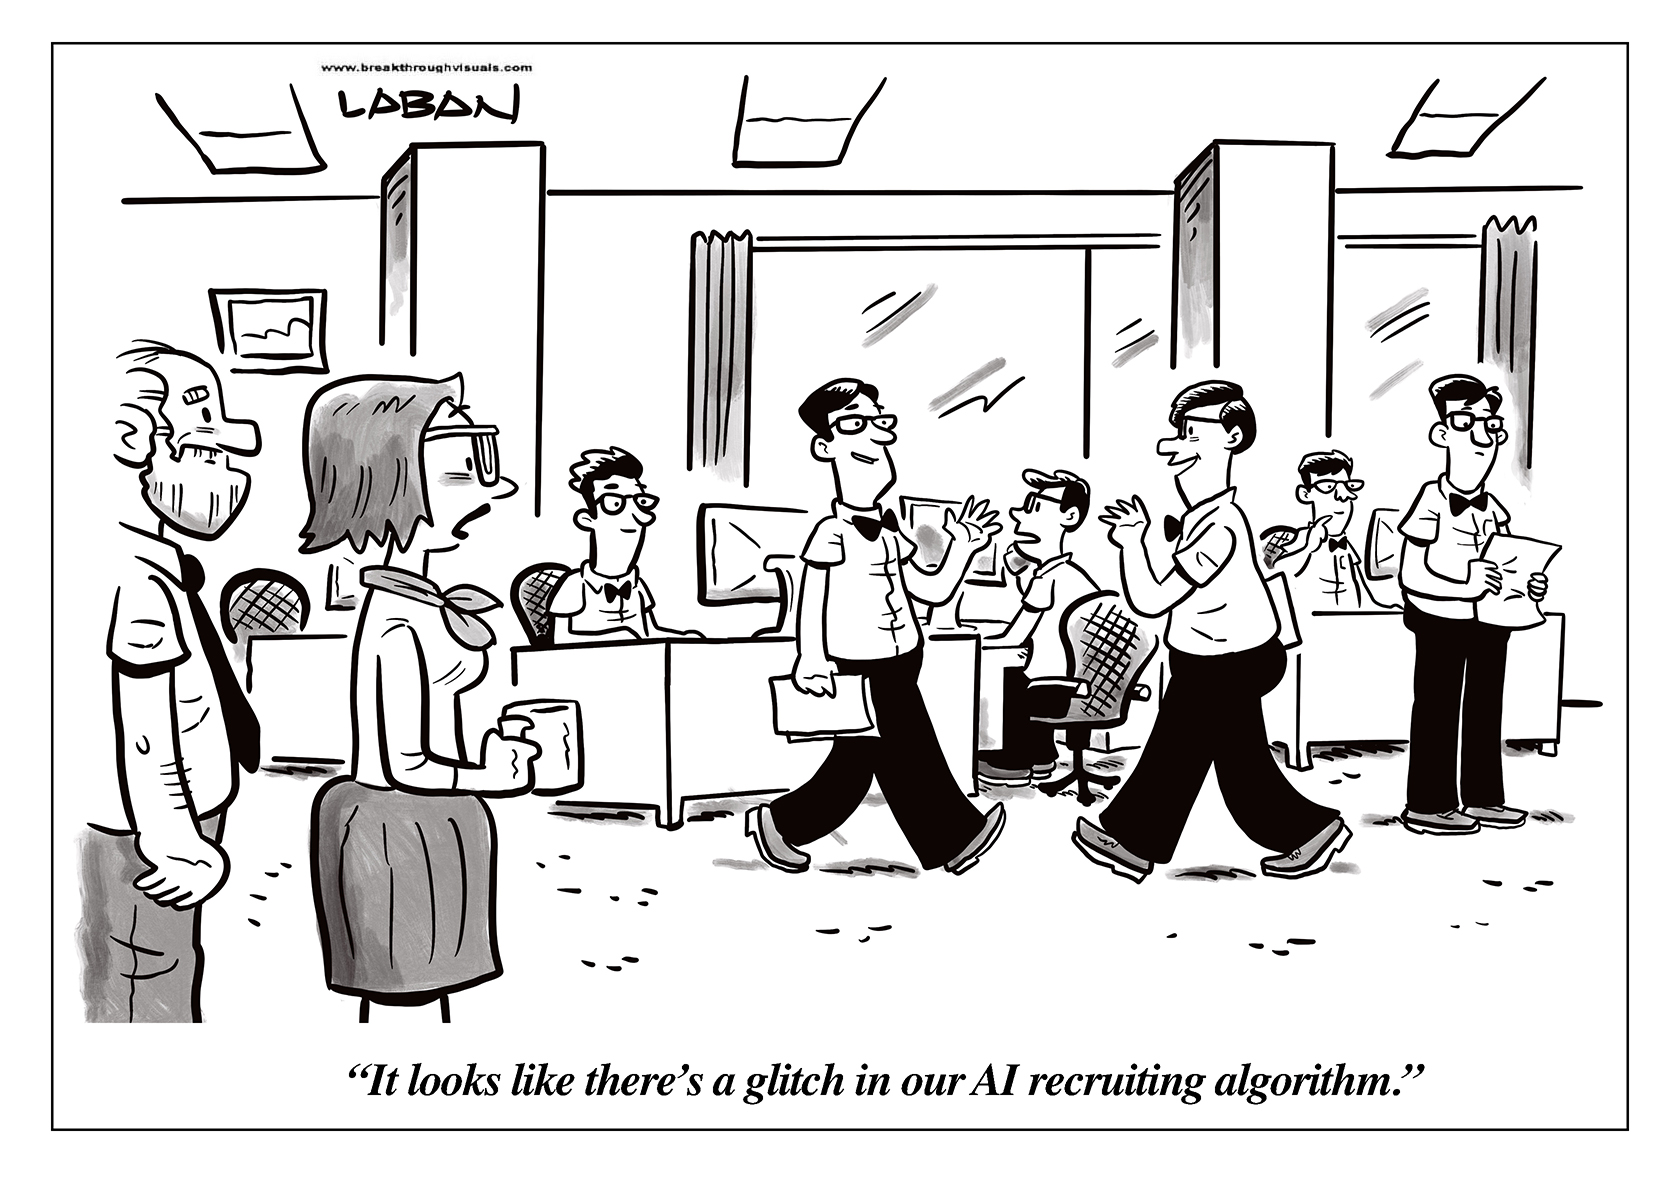 www.breakthroughvisuals.com
LABAN
“It looks like there’s a glitch in our AI recruiting algorithm.”